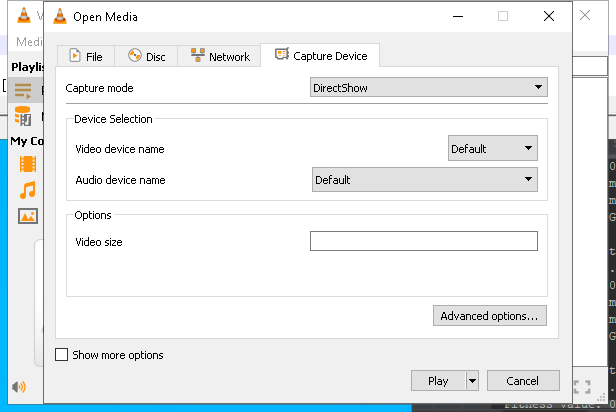 V
Open Media
Medi
File
Disc
Network
Capture Device
Playlis
Capture mode
DirectShow
Device Selection
Video device name
Default
My Co
Audio device name
Default
Options
Video size
Advanced options...
Show more options
Play
Cancel
fitness value: 0